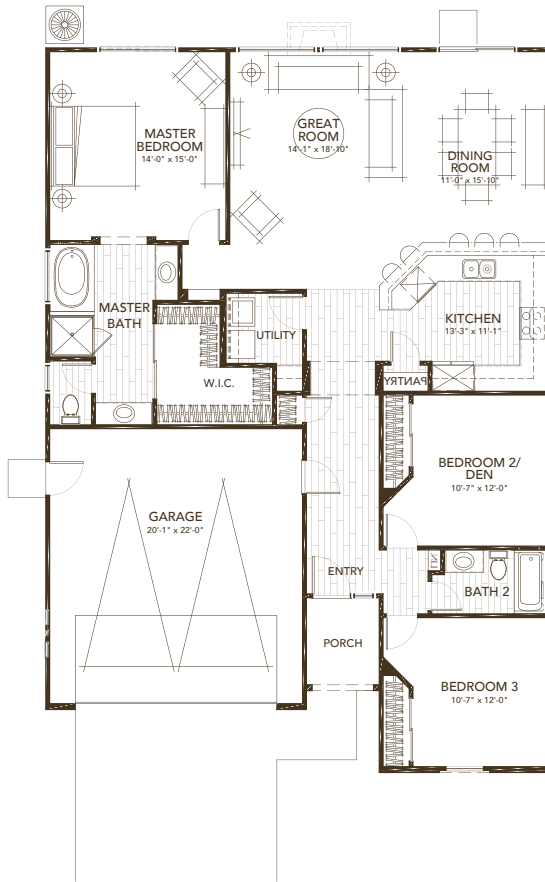 MASTER
BEDROOM
14'-0" x 15'-0"
GREAT
ROOM
14'-1" x 18'-10"
DINING
ROOM
11'-0" x 15'-10"
MASTER
BATH
UTILITY
KITCHEN
13'-3" x 11'-1"
W.I.C.
PANTRY
BEDROOM 2/
DEN
10'-7" x 12'-0"
GARAGE
20'-1" x 22'-0"
ENTRY
LIN
BATH 2
PORCH
BEDROOM 3
10'-7" x 12'-0"